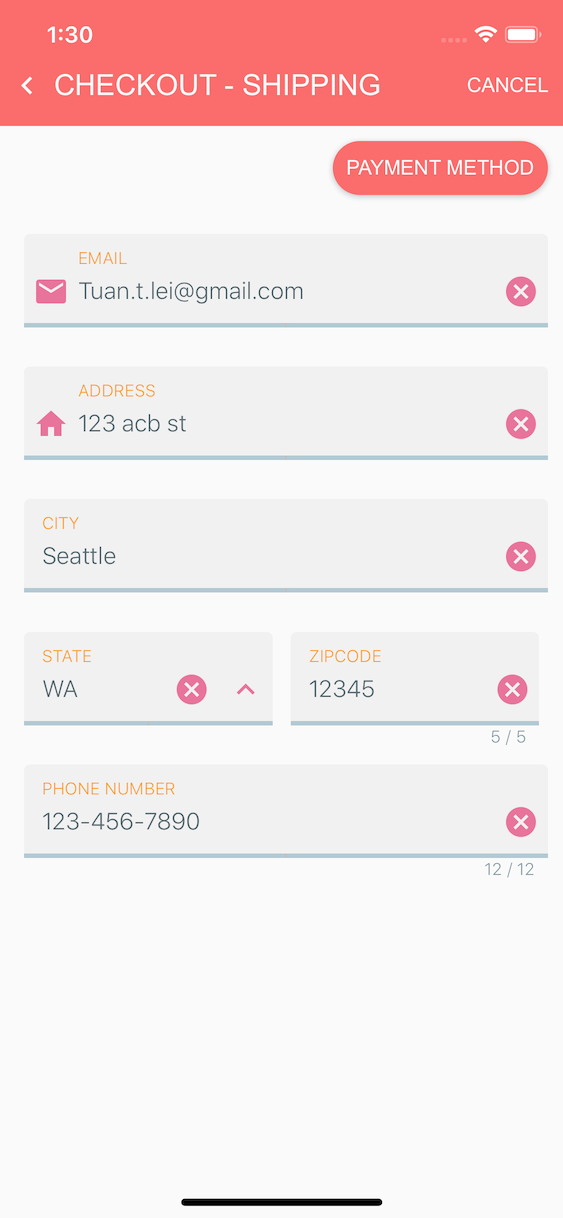 1:30
CHECKOUT - SHIPPING
CANCEL
PAYMENT METHOD
EMAIL
Tuan.t.lei@gmail.com
ADDRESS
123 acb st
CITY
Seattle
STATE
WA
ZIPCODE
12345
5 / 5
PHONE NUMBER
123-456-7890
12 / 12